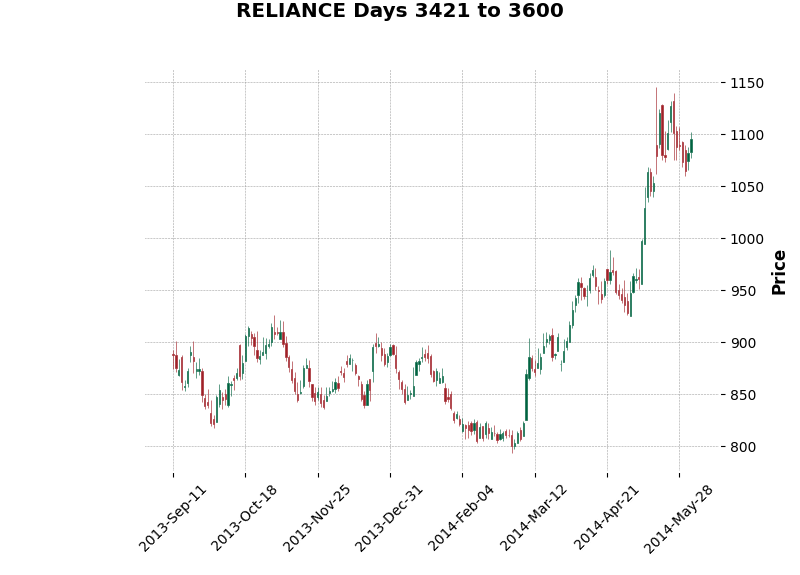 RELIANCE Days 3421 to 3600
1150
1100
1050
1000
950
900
850
800
Price
2013-Sep-11
2013-Oct-18
2013-Nov-25
2013-Dec-31
2014-Feb-04
2014-Mar-12
2014-Apr-21
2014-May-28